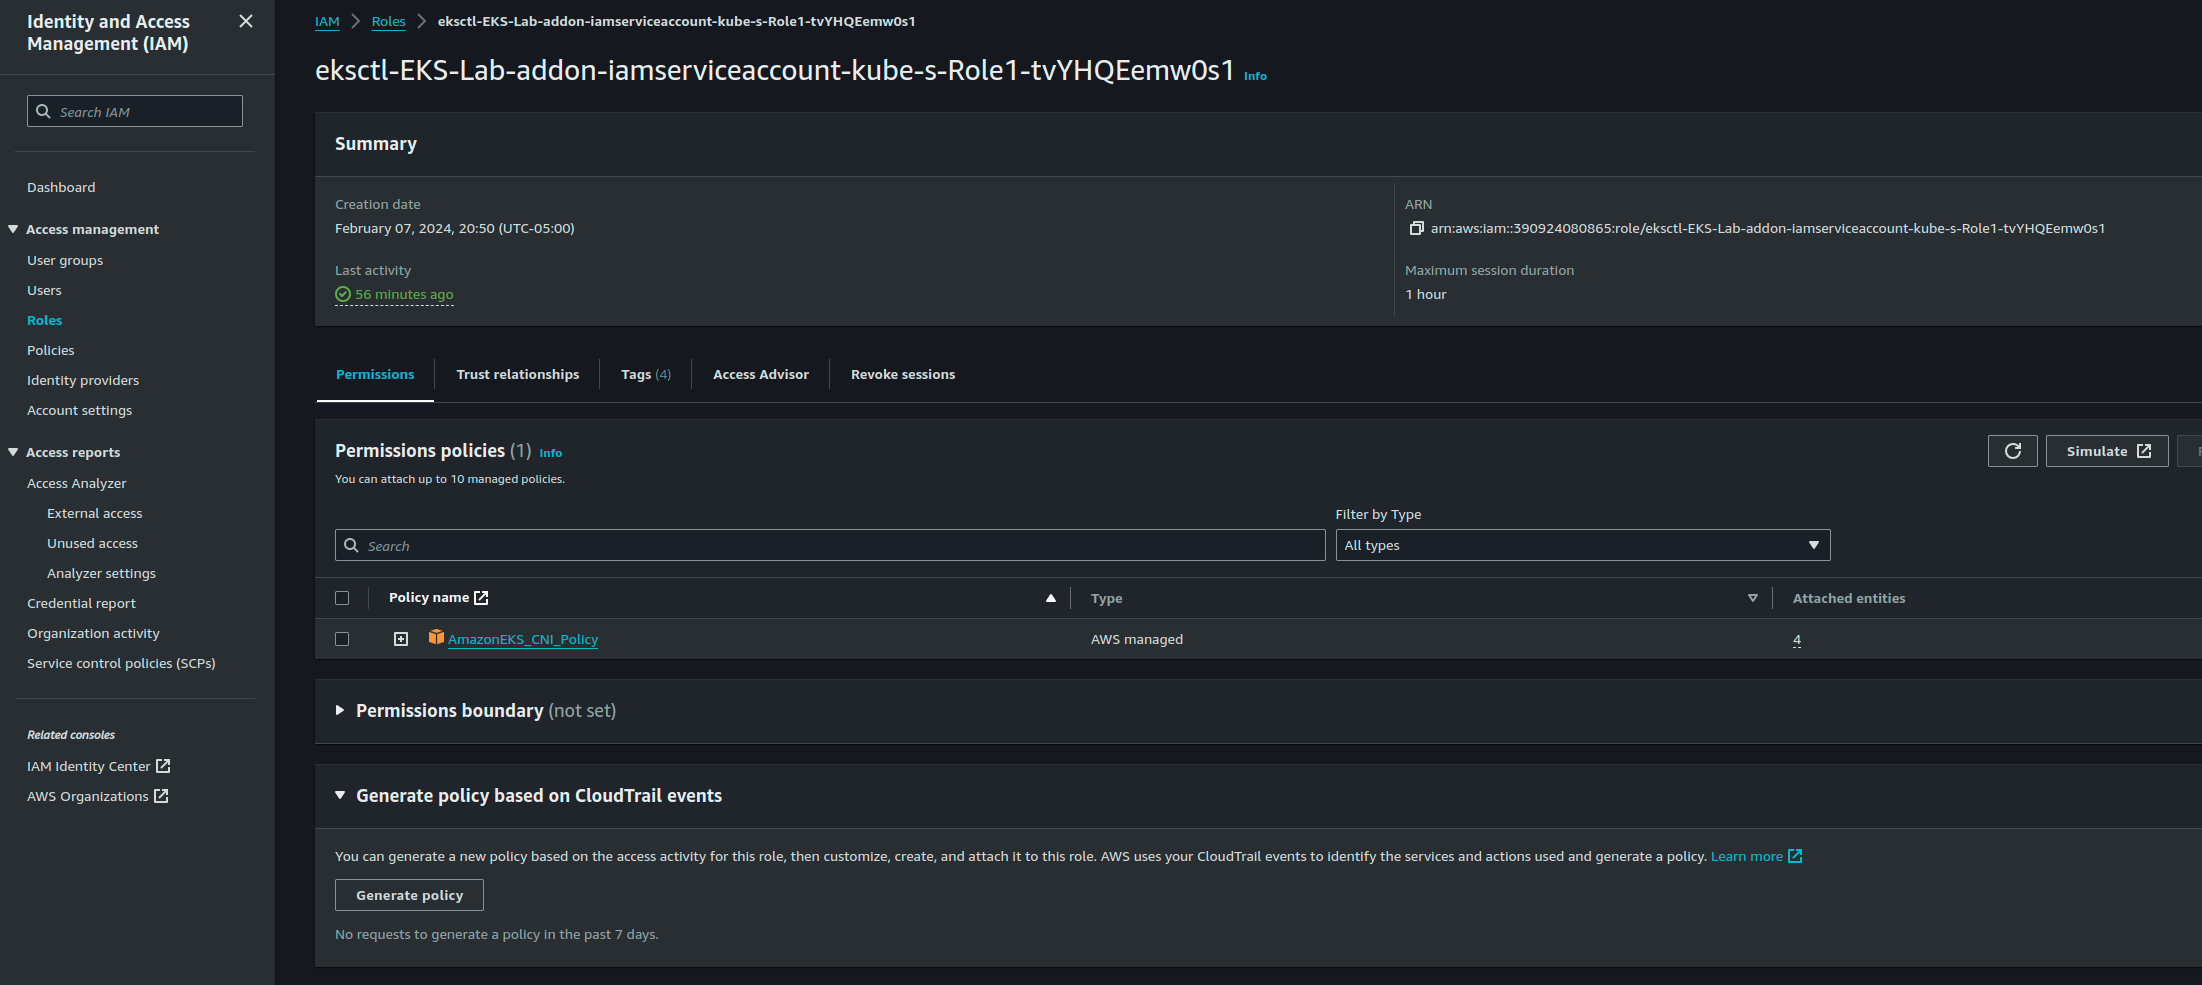 Identity and Access
Management (IAM)
Search IAM
Dashboard
Access management
User groups
Users
Roles
Policies
Identity providers
Account settings
Access reports
Access Analyzer
External access
Unused access
Analyzer settings
Credential report
Organization activity
Service control policies (SCPs)
Related consoles
IAM Identity Center
AWS Organizations
IAM > Roles > eksctl-EKS-Lab-addon-iamserviceaccount-kube-s-Role1-tvYHQEemw0s1
eksctl-EKS-Lab-addon-iamserviceaccount-kube-s-Role1-tvYHQEemw0s1 Info
Summary
Creation date
February 07, 2024, 20:50 (UTC-05:00)
ARN
arn:aws:iam::390924080865:role/eksctl-EKS-Lab-addon-iamserviceaccount-kube-s-Role1-tvYHQEemw0s1
Last activity
56 minutes ago
Maximum session duration
1 hour
Permissions Trust relationships Tags (4) Access Advisor Revoke sessions
Permissions policies (1) Info
You can attach up to 10 managed policies.
Simulate
Filter by Type
Search
All types
Policy name Type Attached entities
AmazonEKS_CNI_Policy AWS managed 4
Permissions boundary (not set)
Generate policy based on CloudTrail events
You can generate a new policy based on the access activity for this role, then customize, create, and attach it to this role. AWS uses your CloudTrail events to identify the services and actions used and generate a policy. Learn more
Generate policy
No requests to generate a policy in the past 7 days.